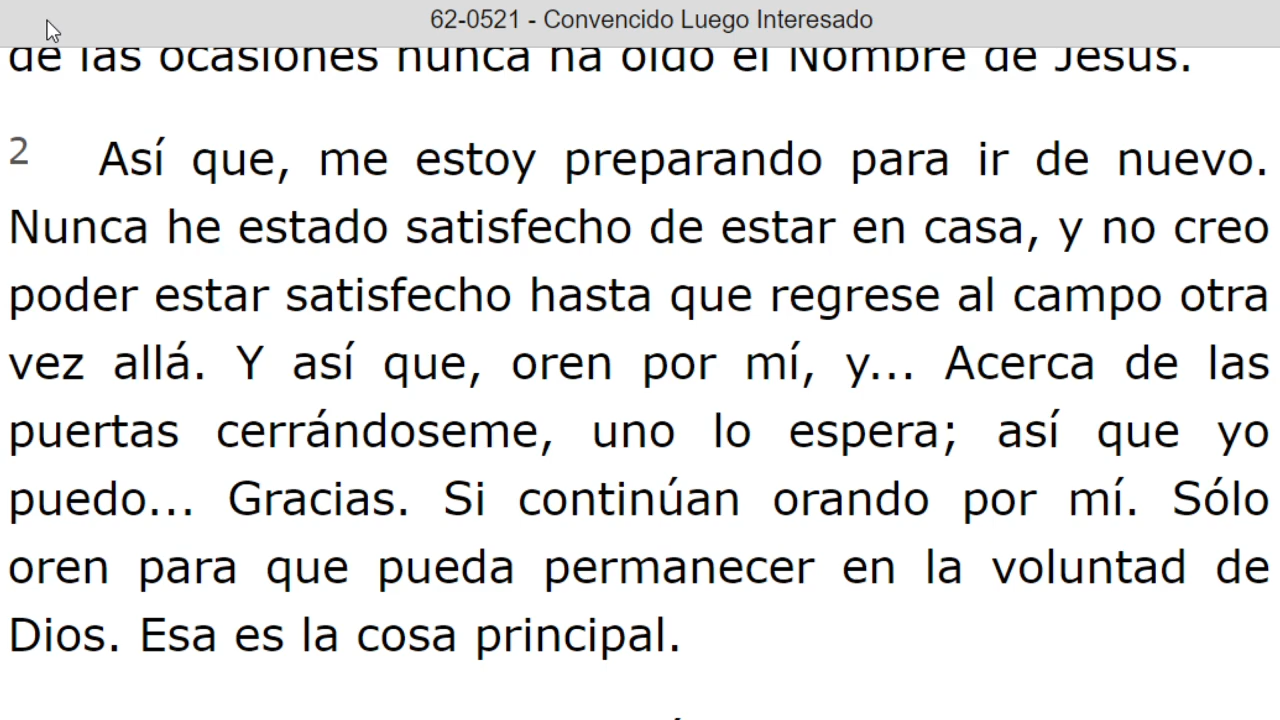 62-0521 - Convencido Luego Interesado
de las ocasiones nunca ha oído el Nombre de Jesús.
2 Así que, me estoy preparando para ir de nuevo.
Nunca he estado satisfecho de estar en casa, y no creo
poder estar satisfecho hasta que regrese al campo otra
vez allá. Y así que, oren por mí, y... Acerca de las
puertas cerrándoseme, uno lo espera; así que yo
puedo... Gracias. Si continúan orando por mí. Sólo
oren para que pueda permanecer en la voluntad de
Dios. Esa es la cosa principal.